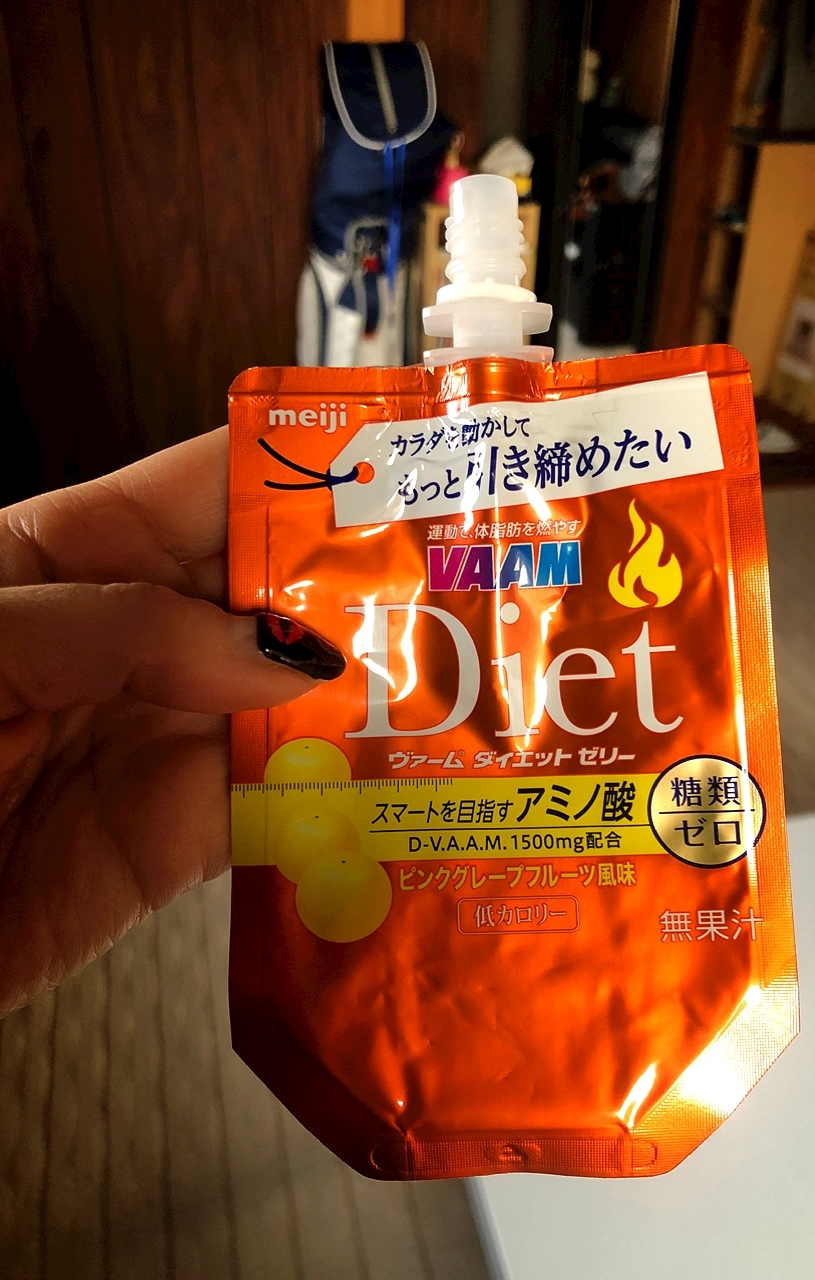 meiji
カラダを動かして
もっと引き締めたい
運動で体脂肪を燃やす
VAAM
Diet
ヴァーム ダイエット ゼリー
スマートを目指すアミノ酸
D-V.A.A.M.1500mg配合
糖類
ゼロ
ピンクグレープフルーツ風味
低カロリー
無果汁